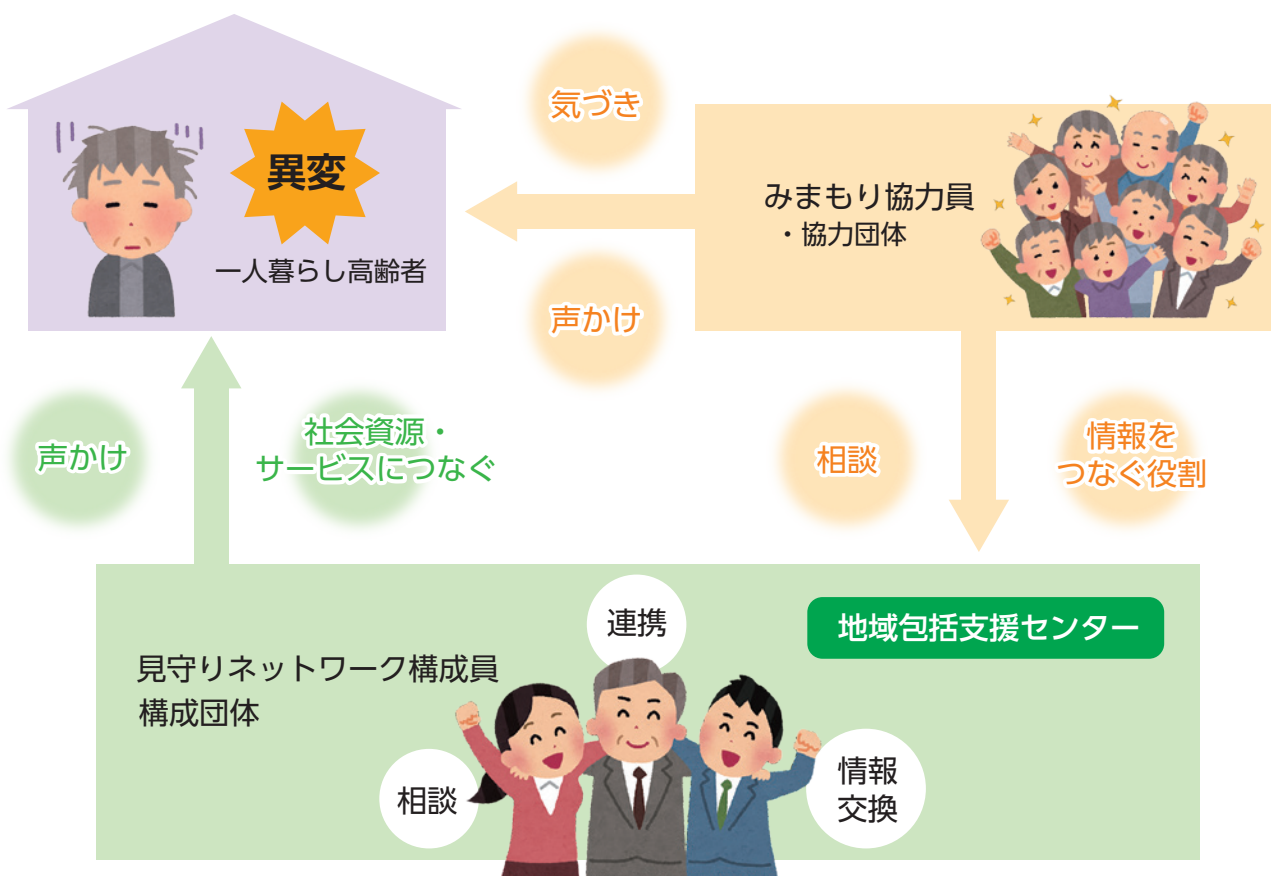 異変
一人暮らし高齢者
気づき
声かけ
みまもり協力員
・協力団体
声かけ
社会資源・
サービスにつなぐ
相談
情報を
つなぐ役割
地域包括支援センター
見守りネットワーク構成員
構成団体
連携
相談
情報
交換